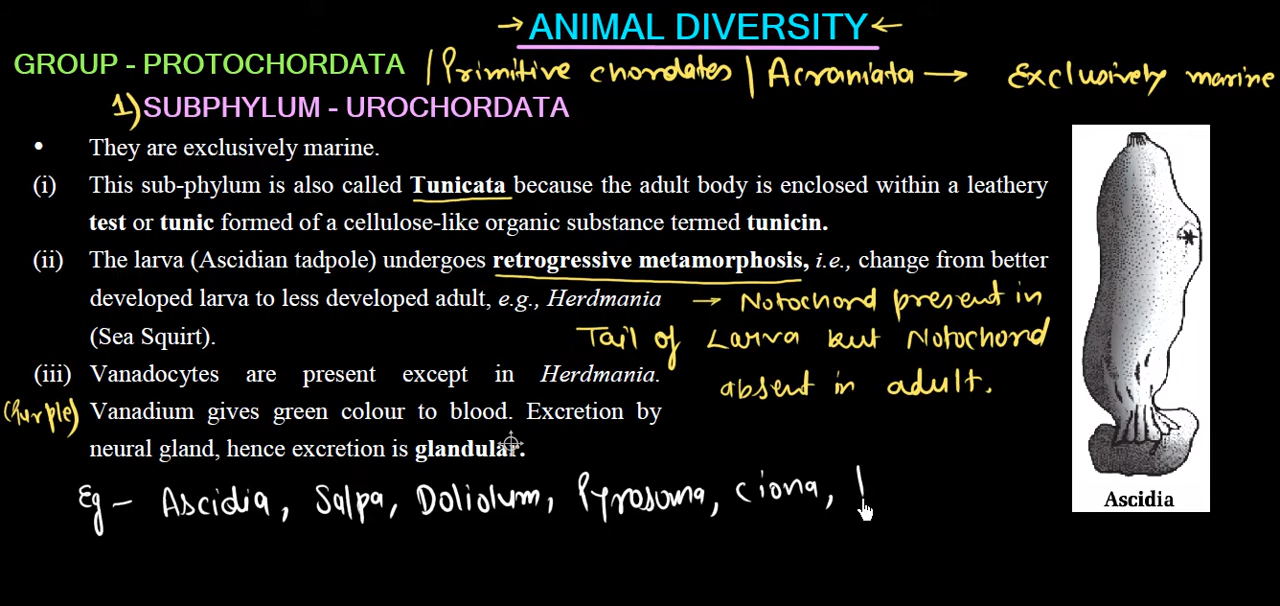 → ANIMAL DIVERSITY ←
GROUP - PROTOCHORDATA | Primitive chordates | Acraniata → Exclusively marine
1) SUBPHYLUM - UROCHORDATA
• They are exclusively marine.
(i) This sub-phylum is also called Tunicata because the adult body is enclosed within a leathery
test or tunic formed of a cellulose-like organic substance termed tunicin.
(ii) The larva (Ascidian tadpole) undergoes retrogressive metamorphosis, i.e., change from better
developed larva to less developed adult, e.g., Herdmania → Notochord present in
(Sea Squirt). Tail of Larva but Notochord
(iii) Vanadocytes are present except in Herdmania. absent in adult.
(Purple) Vanadium gives green colour to blood. Excretion by
neural gland, hence excretion is glandular.
Eg - Ascidia, Salpa, Doliolum, Pyrosoma, Ciona,
Ascidia